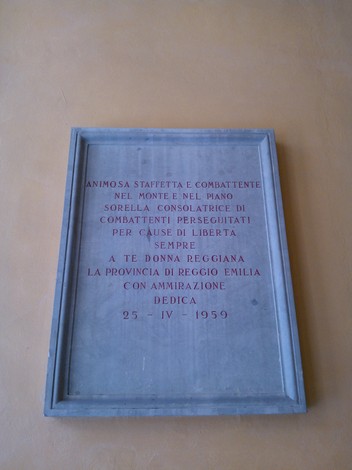 ANIMOSA STAFFETTA E COMBATTENTE
NEL MONTE E NEL PIANO
SORELLA CONSOLATRICE DI
COMBATTENTI PERSEGUITATI
PER CAUSE DI LIBERTÀ
SEMPRE
A TE DONNA REGGIANA
LA PROVINCIA DI REGGIO EMILIA
CON AMMIRAZIONE
DEDICA
25 - IV - 1959